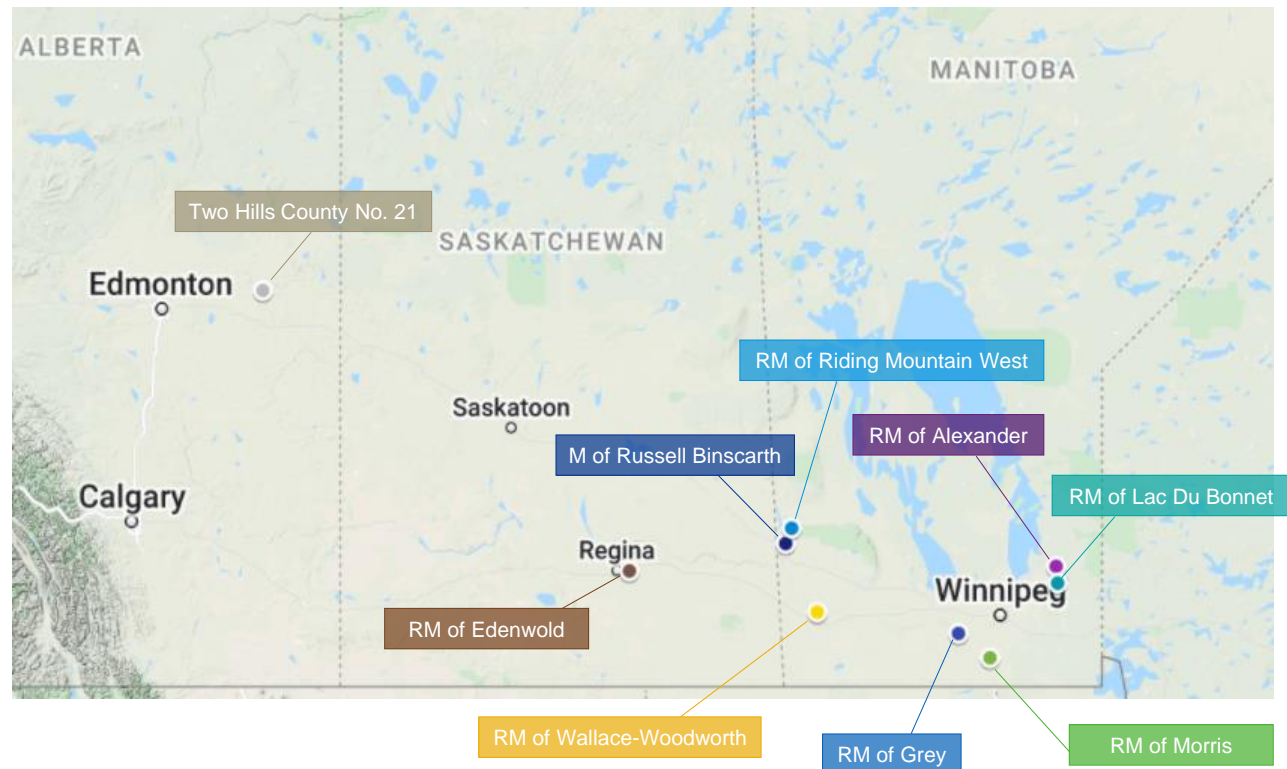 ALBERTA
MANITOBA
Two Hills County No. 21
SASKATCHEWAN
Edmonton
RM of Riding Mountain West
Saskatoon
RM of Alexander
M of Russell Binscarth
Calgary
RM of Lac Du Bonnet
Regina
Winnipeg
RM of Edenwold
RM of Wallace-Woodworth
RM of Grey
RM of Morris